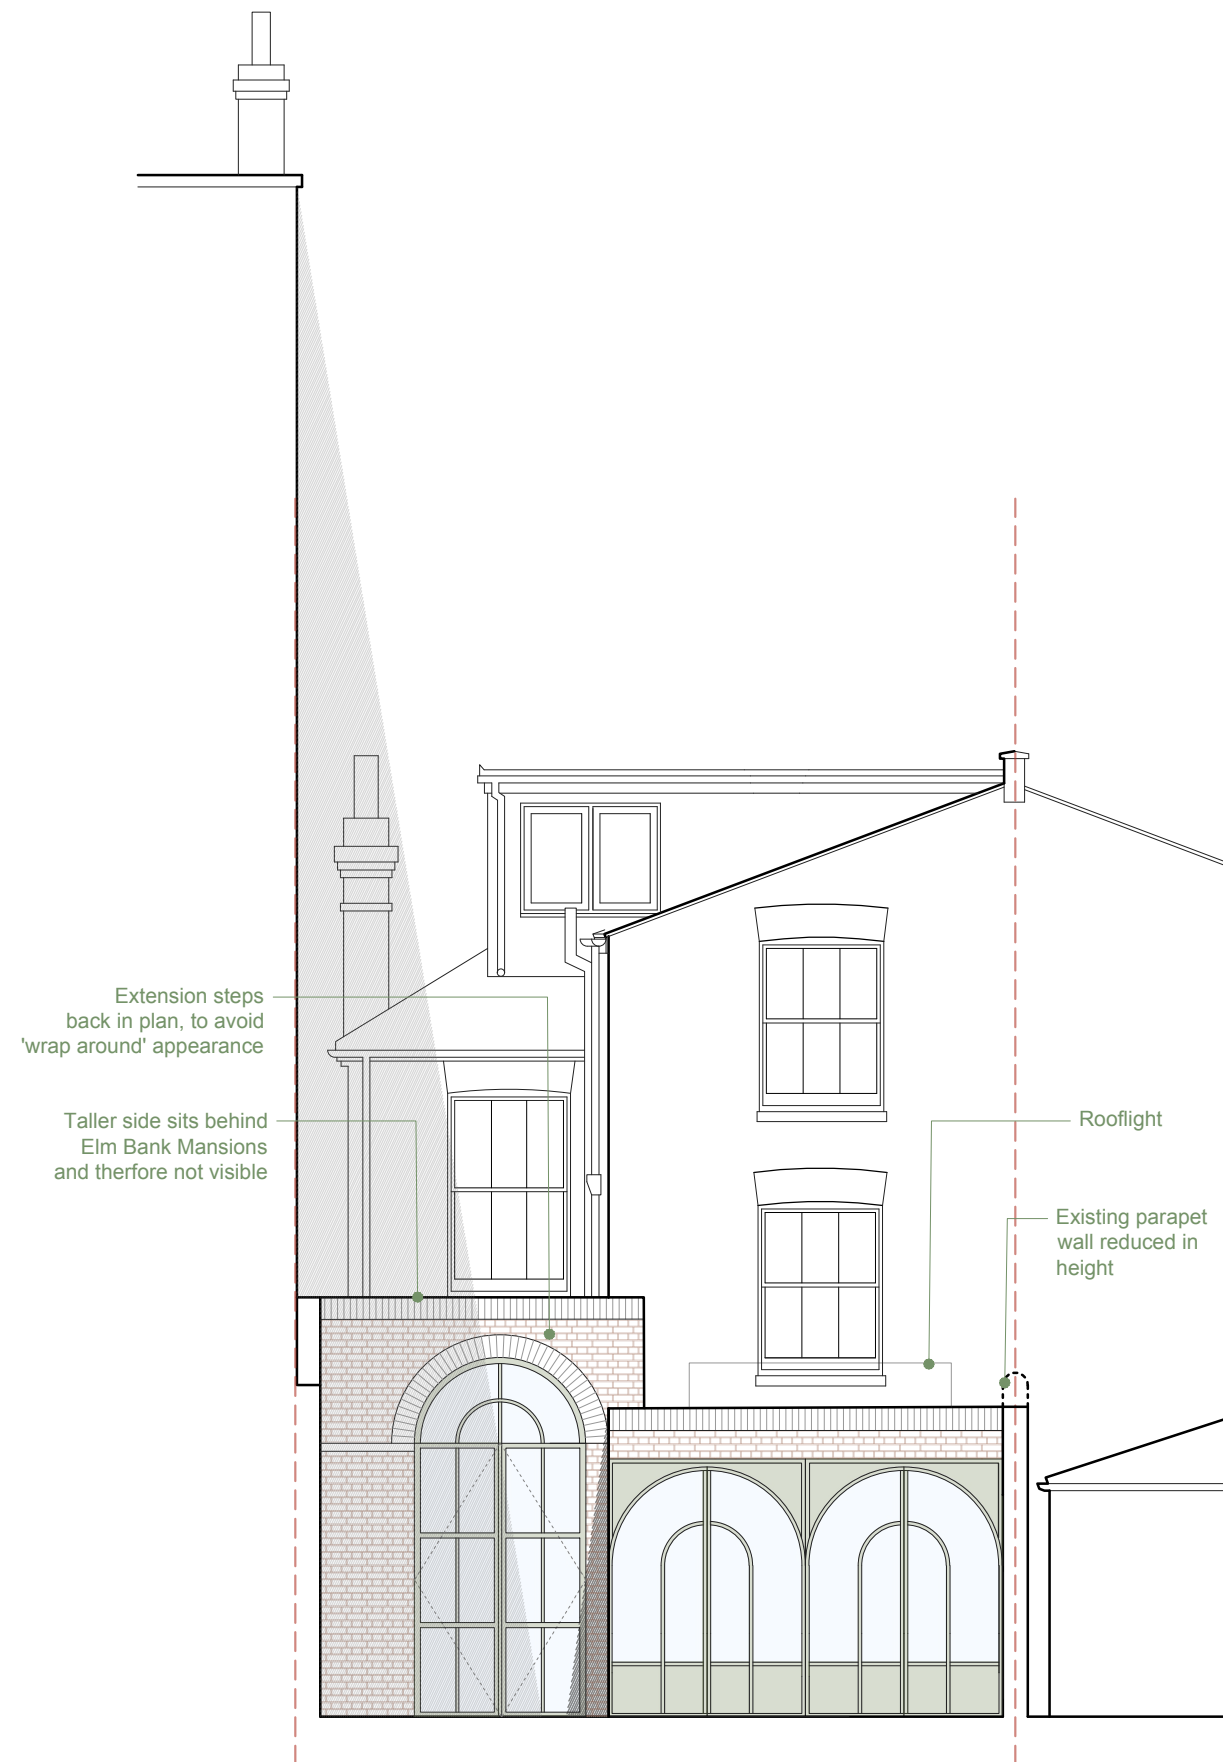 Extension steps
back in plan, to avoid
'wrap around' appearance
Taller side sits behind
Elm Bank Mansions
and therfore not visible
Rooflight
Existing parapet
wall reduced in
height